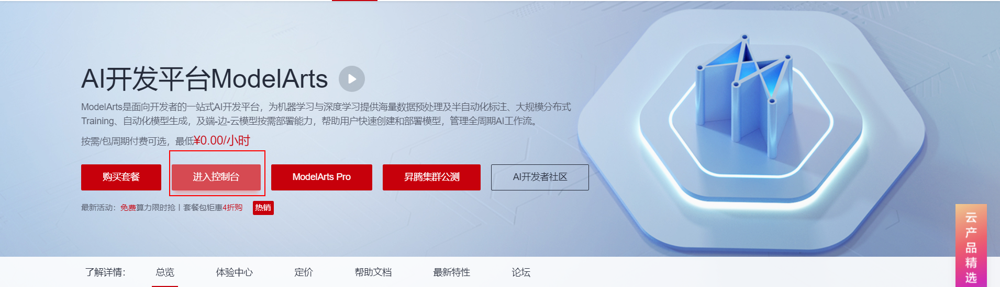 AI开发平台ModelArts
ModelArts是面向开发者的一站式AI开发平台，为机器学习与深度学习提供海量数据预处理及半自动化标注、大规模分布式
Training、自动化模型生成，及端-边-云模型按需部署能力，帮助用户快速创建和部署模型，管理全周期AI工作流。
按需/包周期付费可选，最低¥0.00/小时
购买套餐 进入控制台 ModelArts Pro 昇腾集群公测 AI开发者社区
最新活动：免费算力限时抢丨套餐包钜惠4折购 热销
云产品精选
了解详情： 总览 体验中心 定价 帮助文档 最新特性 论坛